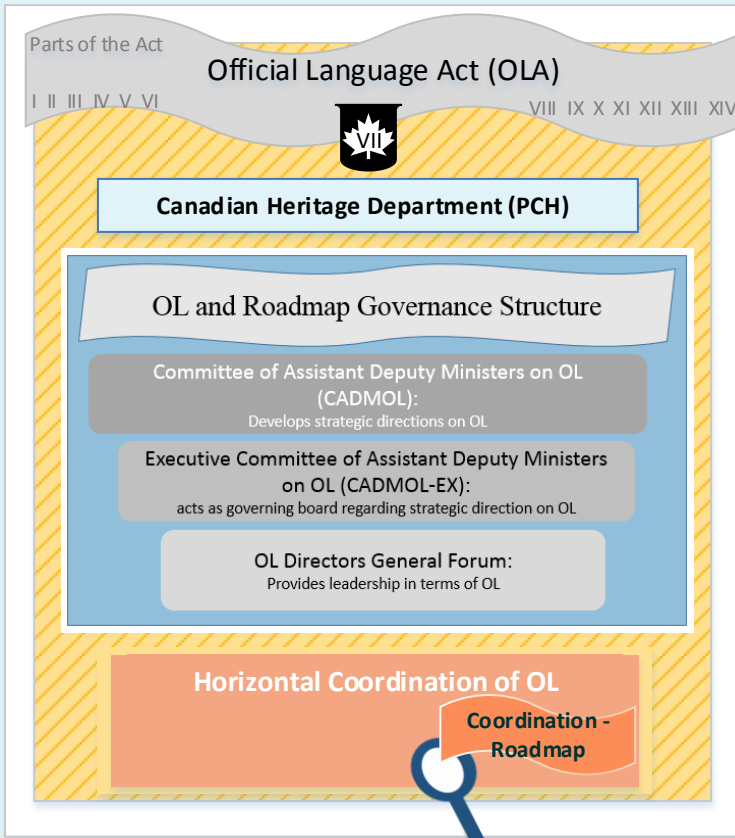 Parts of the Act
Official Language Act (OLA)
I II III IV V VI
VIII IX X XI XII XIII XIV
VII
Canadian Heritage Department (PCH)
OL and Roadmap Governance Structure
Committee of Assistant Deputy Ministers on OL
(CADMOL):
Develops strategic directions on OL
Executive Committee of Assistant Deputy Ministers
on OL (CADMOL-EX):
acts as governing board regarding strategic direction on OL
OL Directors General Forum:
Provides leadership in terms of OL
Horizontal Coordination of OL
Coordination -
Roadmap